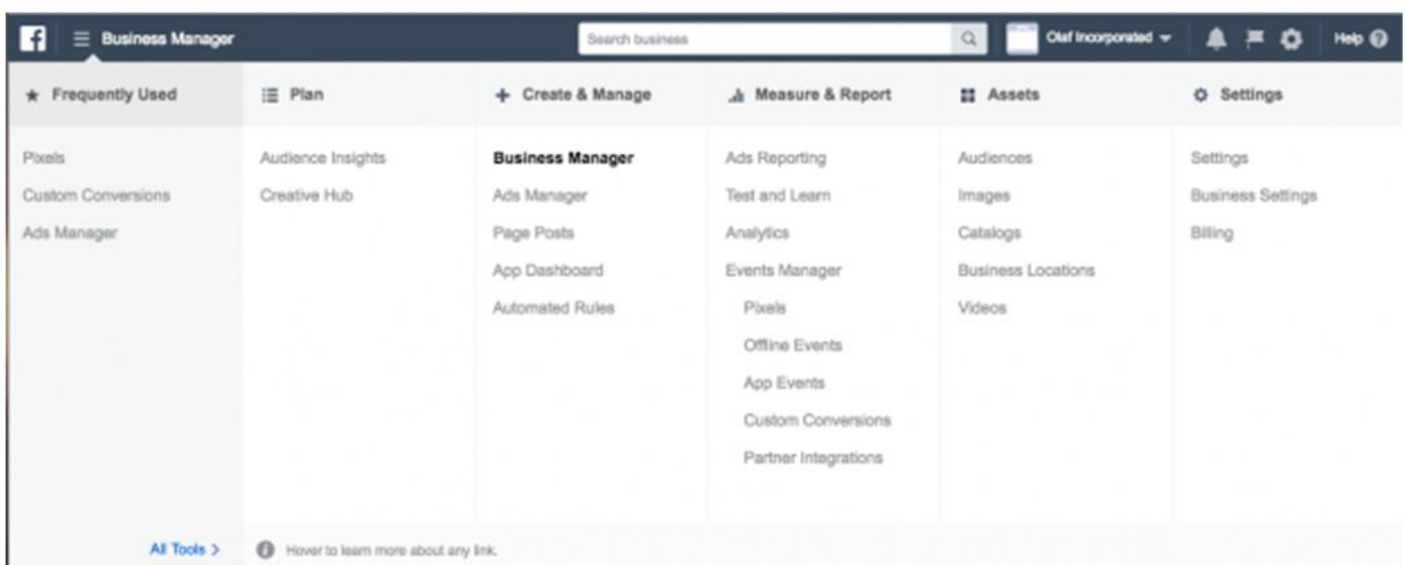 f Business Manager Search business Olaf Incorporated Help
Frequently Used
Pixels
Custom Conversions
Ads Manager
All Tools >
Plan
Audience Insights
Creative Hub
+ Create & Manage
Business Manager
Ads Manager
Page Posts
App Dashboard
Automated Rules
Measure & Report
Ads Reporting
Test and Learn
Analytics
Events Manager
Pixels
Offline Events
App Events
Custom Conversions
Partner Integrations
Assets
Audiences
Images
Catalogs
Business Locations
Videos
Settings
Settings
Business Settings
Billing
Hover to learn more about any link.